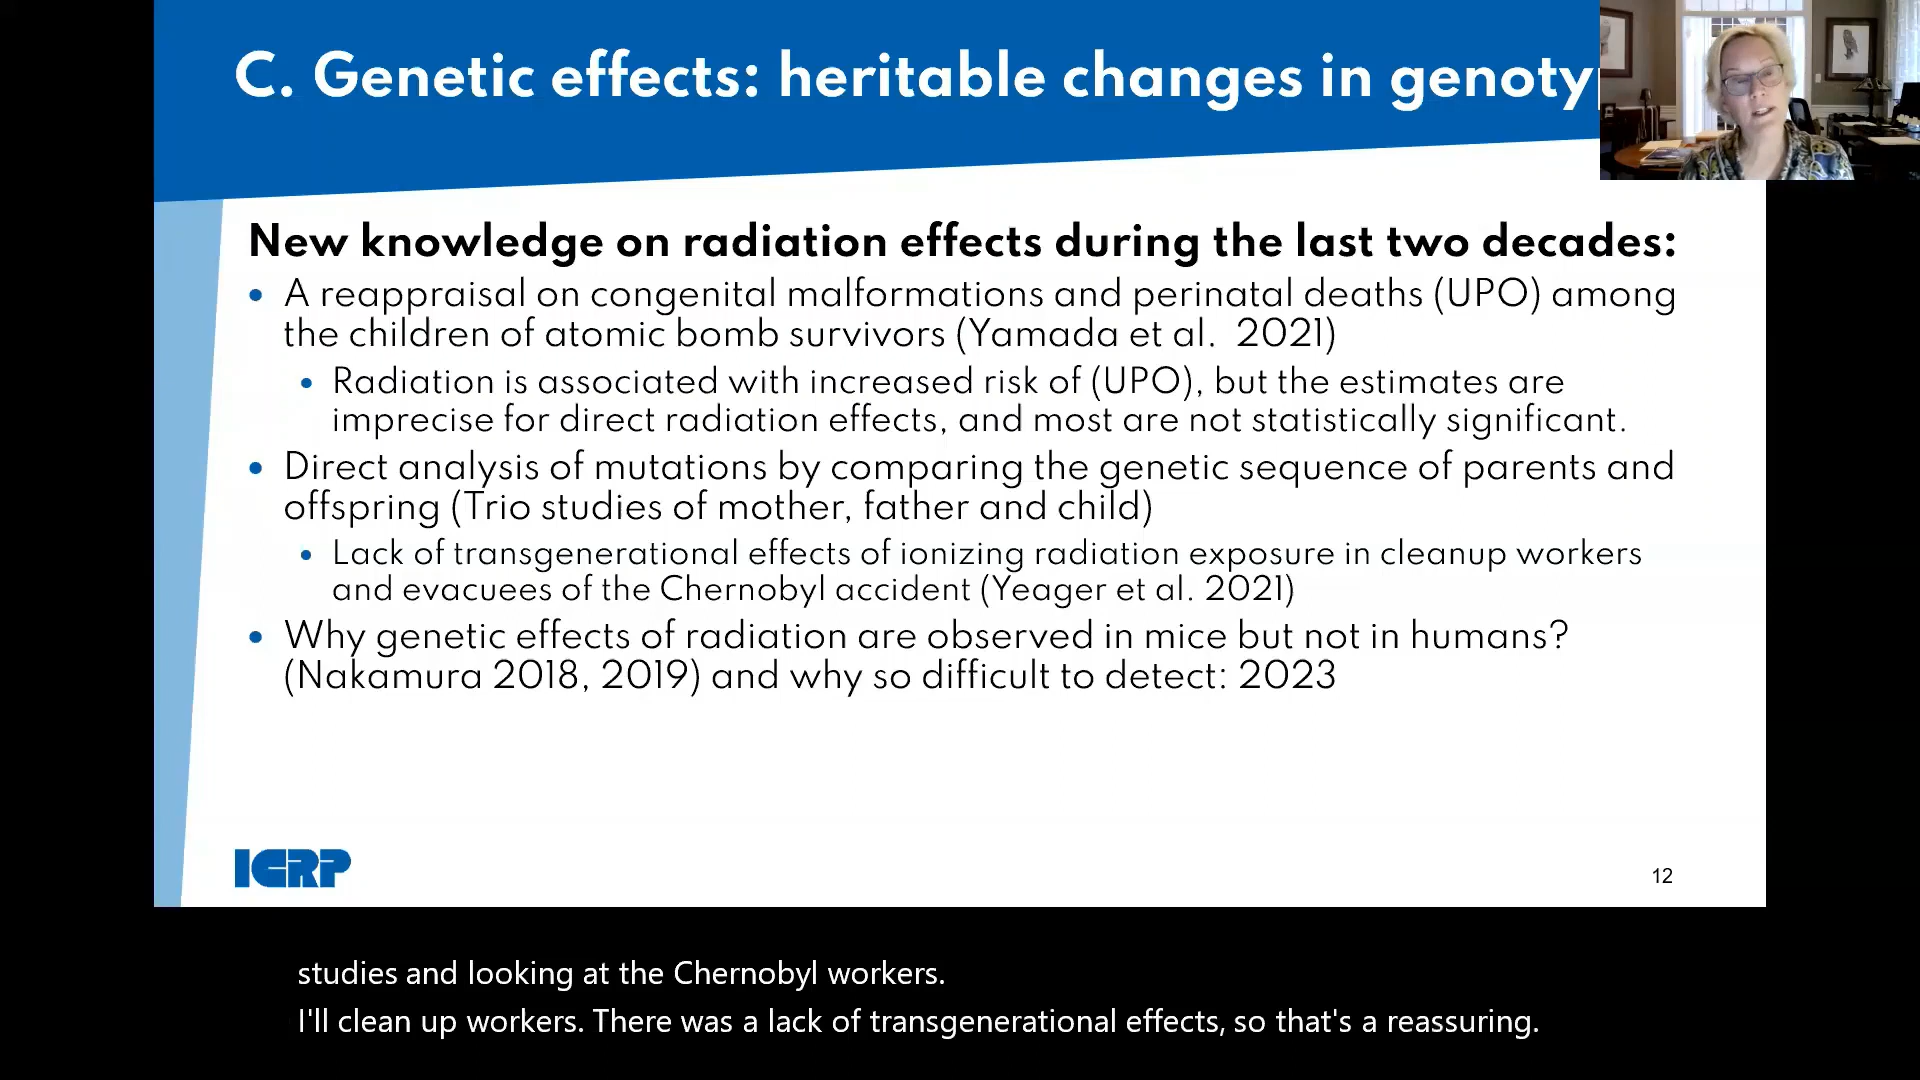 C. Genetic effects: heritable changes in genoty
New knowledge on radiation effects during the last two decades:
• A reappraisal on congenital malformations and perinatal deaths (UPO) among
the children of atomic bomb survivors (Yamada et al. 2021)
• Radiation is associated with increased risk of (UPO), but the estimates are
imprecise for direct radiation effects, and most are not statistically significant.
• Direct analysis of mutations by comparing the genetic sequence of parents and
offspring (Trio studies of mother, father and child)
• Lack of transgenerational effects of ionizing radiation exposure in cleanup workers
and evacuees of the Chernobyl accident (Yeager et al. 2021)
• Why genetic effects of radiation are observed in mice but not in humans?
(Nakamura 2018, 2019) and why so difficult to detect: 2023
ICRP
12
studies and looking at the Chernobyl workers.
I'll clean up workers. There was a lack of transgenerational effects, so that's a reassuring.